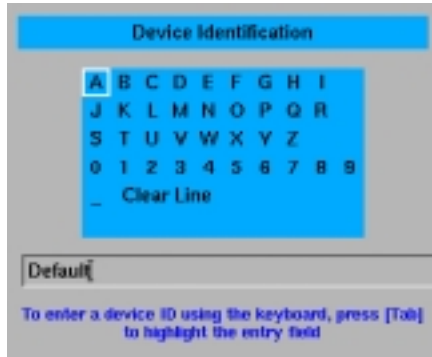 Device Identification
A B C D E F G H I
J K L M N O P Q R
S T U V W X Y Z
0 1 2 3 4 5 6 7 8 9
_ Clear Line
Default
To enter a device ID using the keyboard, press [Tab]
to highlight the entry field